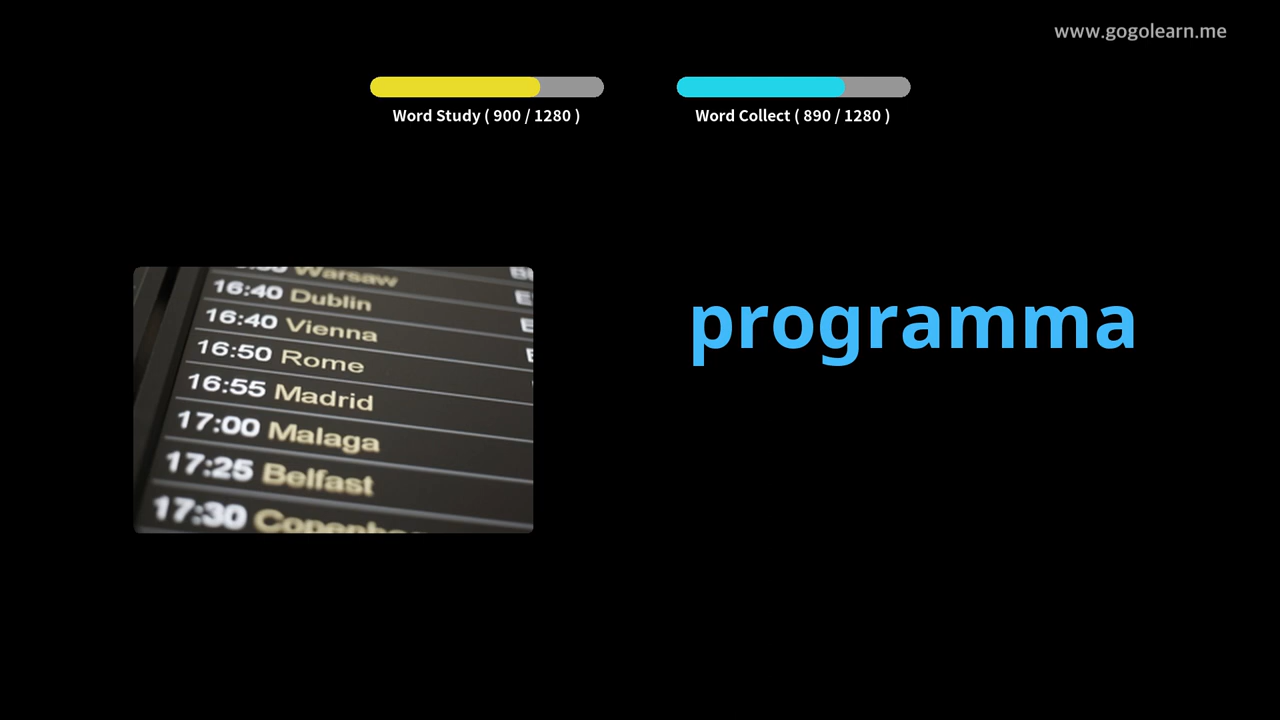 www.gogolearn.me
Word Study ( 900 / 1280 )
Word Collect ( 890 / 1280 )
programma
Warsaw
16:40 Dublin
16:40 Vienna
16:50 Rome
16:55 Madrid
17:00 Malaga
17:25 Belfast
17:30